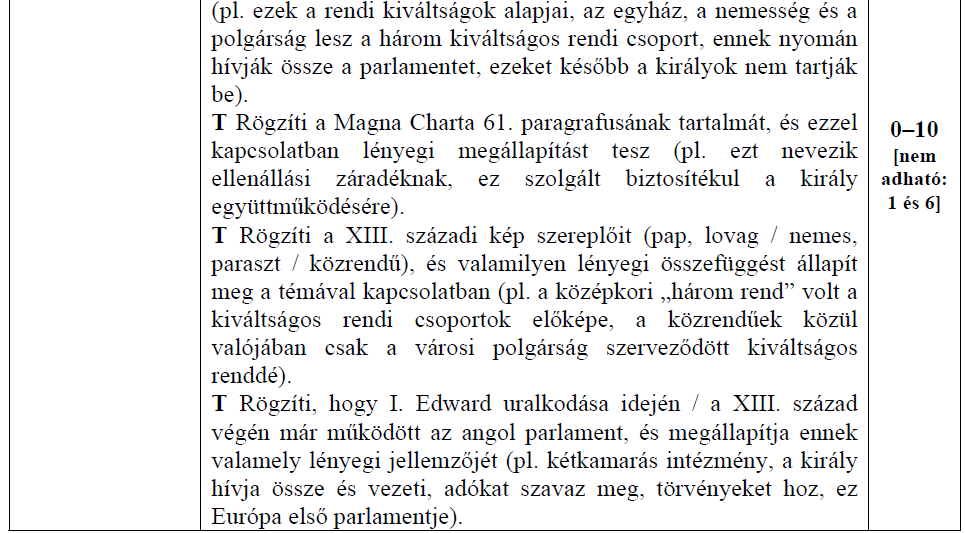 (pl. ezek a rendi kiváltságok alapjai, az egyház, a nemesség és a
polgárság lesz a három kiváltságos rendi csoport, ennek nyomán
hívják össze a parlamentet, ezeket később a királyok nem tartják
be).
T Rögzíti a Magna Charta 61. paragrafusának tartalmát, és ezzel
kapcsolatban lényegi megállapítást tesz (pl. ezt nevezik
ellenállási záradéknak, ez szolgált biztosítékul a király
együttműködésére).
T Rögzíti a XIII. századi kép szereplőit (pap, lovag / nemes,
paraszt / közrendű), és valamilyen lényegi összefüggést állapít
meg a témával kapcsolatban (pl. a középkori „három rend” volt a
kiváltságos rendi csoportok előképe, a közrendűek közül
valójában csak a városi polgárság szerveződött kiváltságos
renddé).
T Rögzíti, hogy I. Edward uralkodása idején / a XIII. század
végén már működött az angol parlament, és megállapítja ennek
valamely lényegi jellemzőjét (pl. kétkamarás intézmény, a király
hívja össze és vezeti, adókat szavaz meg, törvényeket hoz, ez
Európa első parlamentje).
0–10
[nem
adható:
1 és 6]